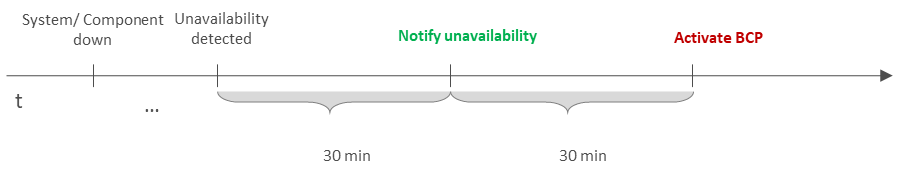 System/ Component
down
Unavailability
detected
Notify unavailability
Activate BCP
t
...
30 min
30 min